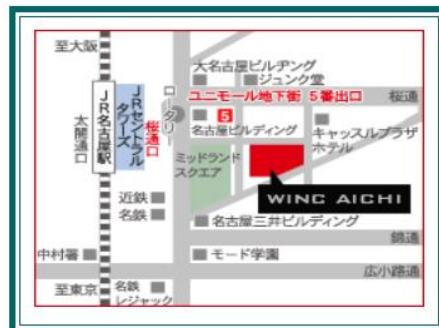 至大阪
大名古屋ビルヂング
ジュンク堂
ユニモール地下街 5番出口
桜通
JR名古屋駅
JRセントラル
タワーズ
桜通口
ロータリー
太閤通口
5
名古屋ビルディング
キャッスルプラザ
ホテル
ミッドランド
スクエア
WINC AICHI
近鉄
名鉄
名古屋三井ビルディング
錦通
中村署
モード学園
広小路通
至東京
名鉄
レジャック